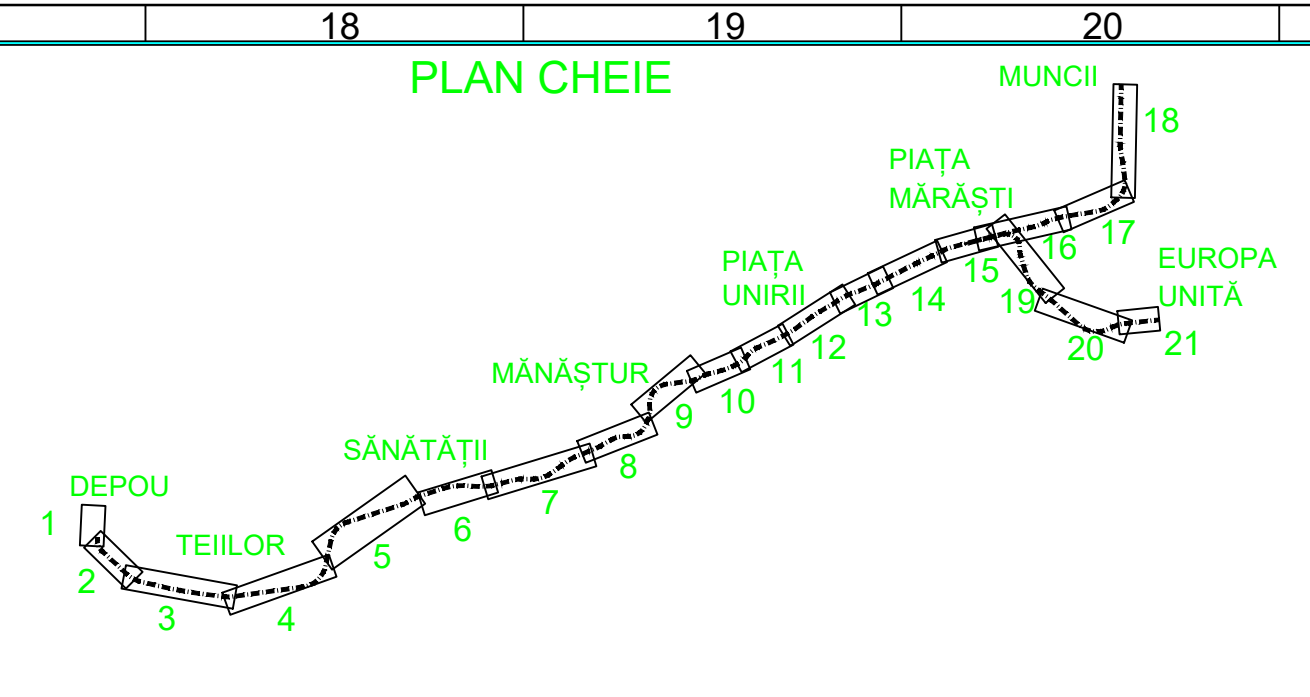 18
19
20
PLAN CHEIE
MUNCII
18
PIAȚA
MĂRĂȘTI
17
16
15
EUROPA
UNITĂ
PIAȚA
UNIRII
14
19
13
20
21
12
11
MĂNĂȘTUR
10
9
SĂNĂTĂȚII
8
7
6
DEPOU
1
TEIILOR
5
2
3
4